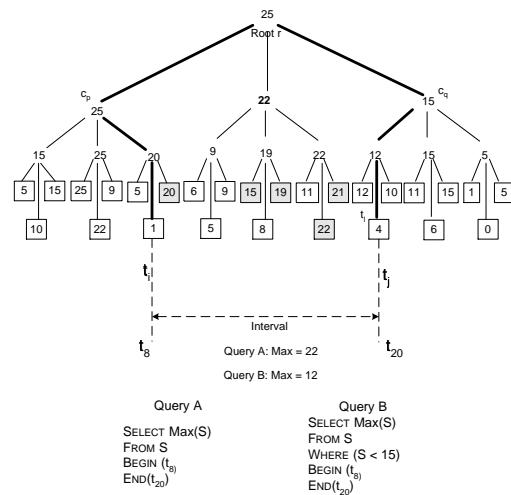 25
Root r
c_p
c_q
25
22
15
15 25 20 9 19 22 12 15 5
5 15 25 9 5 20 6 9 15 19 11 21 12 10 11 15 1 5
t_l
10 22 1 5 8 22 4 6 0
t_i
t_j
Interval
t_8
t_20
Query A: Max = 22
Query B: Max = 12
Query A
SELECT Max(S)
FROM S
BEGIN (t_8)
END(t_20)
Query B
SELECT Max(S)
FROM S
WHERE (S < 15)
BEGIN (t_8)
END(t_20)